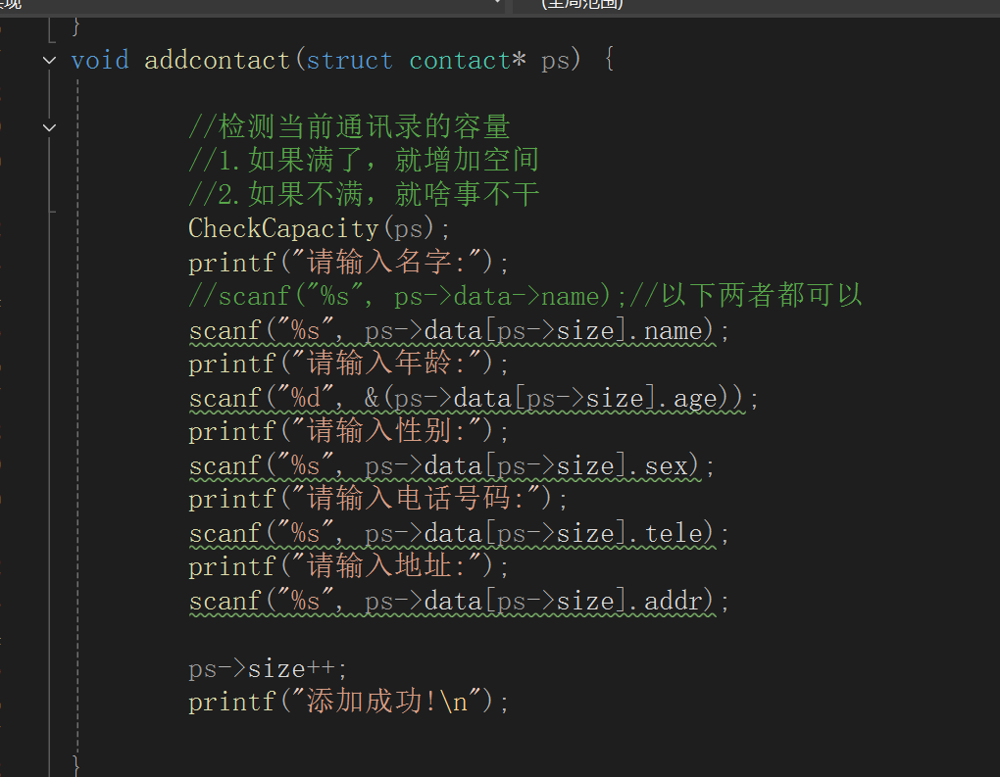 (全局范围)
}
void addcontact(struct contact* ps) {
//检测当前通讯录的容量
//1.如果满了，就增加空间
//2.如果不满，就啥事不干
CheckCapacity(ps);
printf("请输入名字:");
//scanf("%s", ps->data->name);//以下两者都可以
scanf("%s", ps->data[ps->size].name);
printf("请输入年龄:");
scanf("%d", &(ps->data[ps->size].age));
printf("请输入性别:");
scanf("%s", ps->data[ps->size].sex);
printf("请输入电话号码:");
scanf("%s", ps->data[ps->size].tele);
printf("请输入地址:");
scanf("%s", ps->data[ps->size].addr);
ps->size++;
printf("添加成功!\n");
}